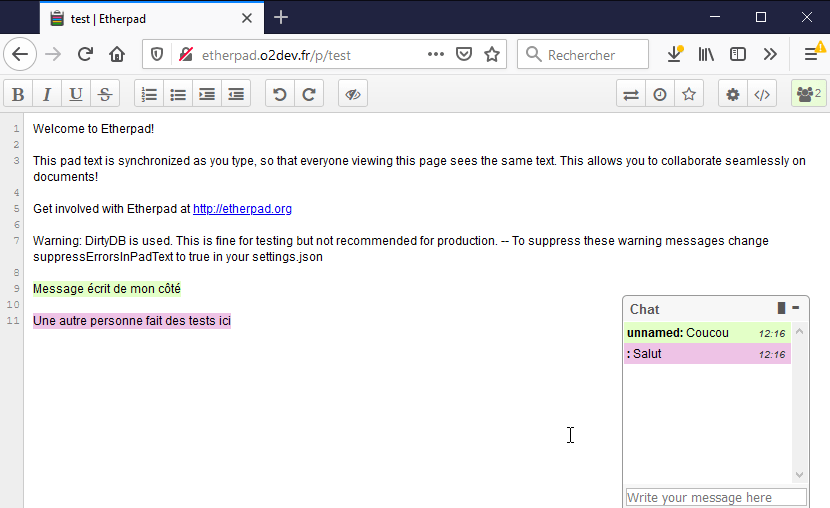 test | Etherpad
etherpad.o2dev.fr/p/test
Rechercher
B I U S
2
1 Welcome to Etherpad!
2
3 This pad text is synchronized as you type, so that everyone viewing this page sees the same text. This allows you to collaborate seamlessly on
documents!
4
5 Get involved with Etherpad at http://etherpad.org
6
7 Warning: DirtyDB is used. This is fine for testing but not recommended for production. -- To suppress these warning messages change
suppressErrorsInPadText to true in your settings.json
8
9 Message écrit de mon côté
10
11 Une autre personne fait des tests ici
Chat
unnamed: Coucou 12:16
: Salut 12:16
Write your message here